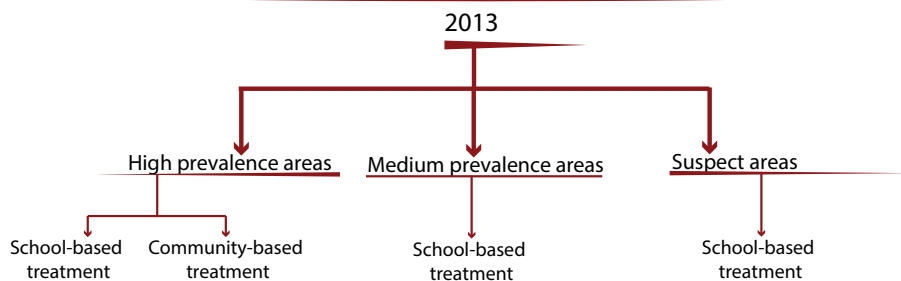 2013
High prevalence areas
Medium prevalence areas
Suspect areas
School-based
treatment
Community-based
treatment
School-based
treatment
School-based
treatment